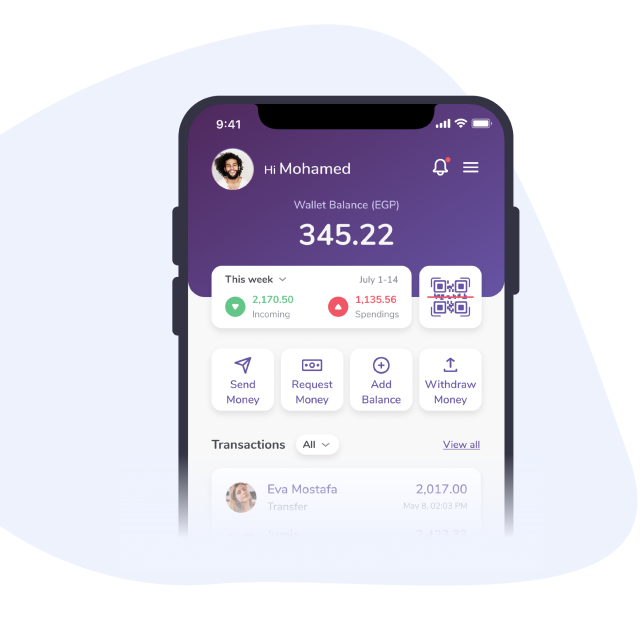 9:41
Hi Mohamed
Wallet Balance (EGP)
345.22
This week
July 1-14
2,170.50
Incoming
1,135.56
Spendings
Send
Money
Request
Money
Add
Balance
Withdraw
Money
Transactions
All
View all
Eva Mostafa
2,017.00
Transfer
May 8, 02:03 PM